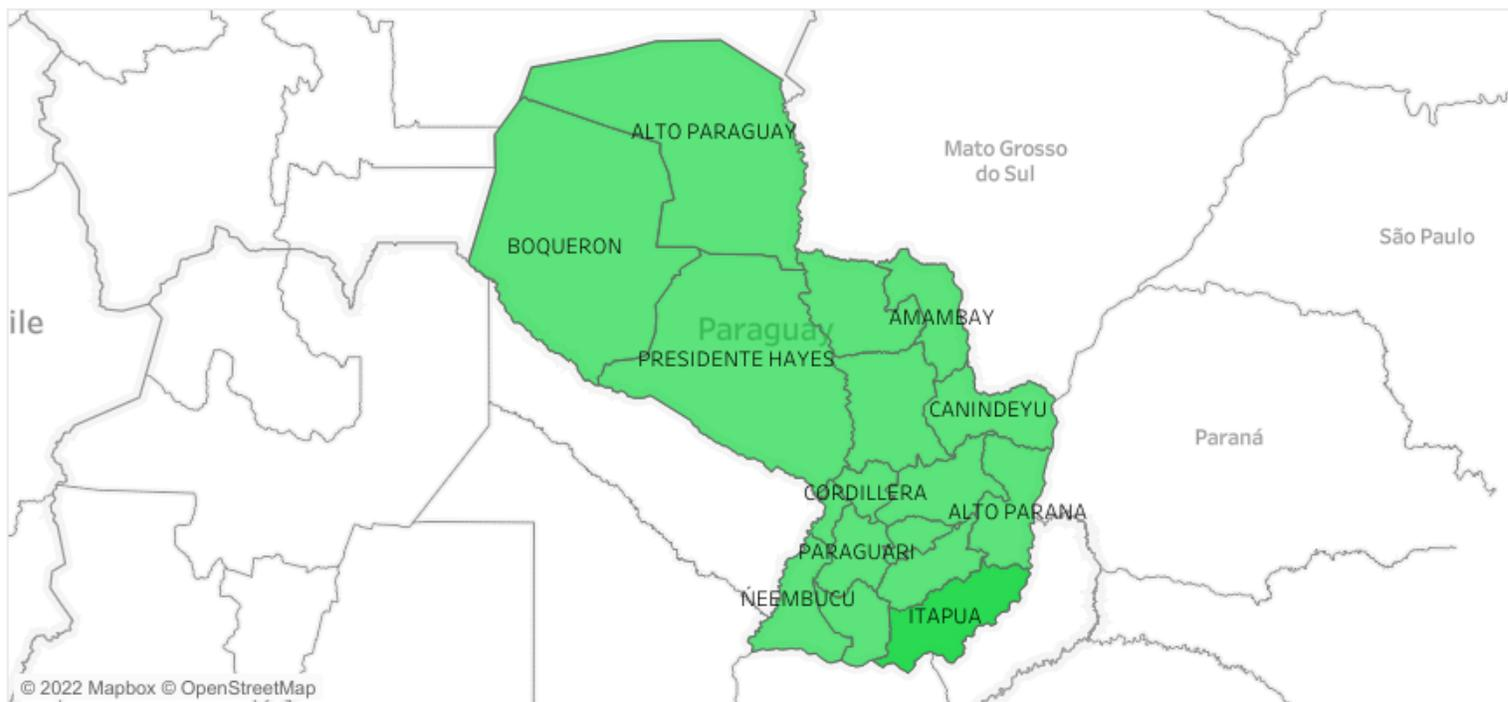 ALTO PARAGUAY
Mato Grosso
do Sul
São Paulo
BOQUERON
ile
AMAMBAY
Paraguay
PRESIDENTE HAYES
CANINDEYU
Paraná
CORDILLERA
ALTO PARANA
PARAGUARI
ÑEEMBUCU
ITAPUA
© 2022 Mapbox © OpenStreetMap